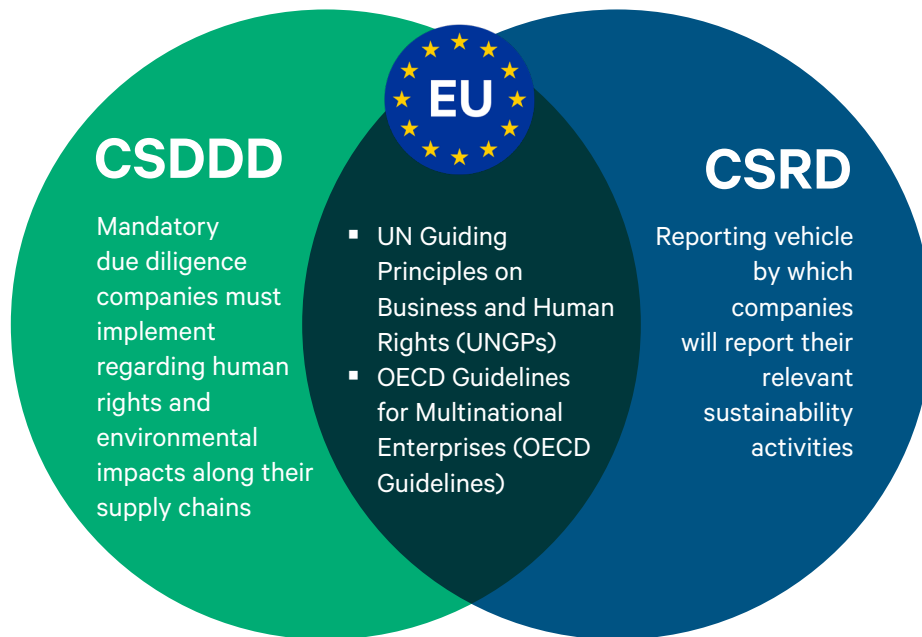 EU
CSDDD
Mandatory
due diligence
companies must
implement
regarding human
rights and
environmental
impacts along their
supply chains
▪ UN Guiding
Principles on
Business and Human
Rights (UNGPs)
▪ OECD Guidelines
for Multinational
Enterprises (OECD
Guidelines)
CSRD
Reporting vehicle
by which
companies
will report their
relevant
sustainability
activities